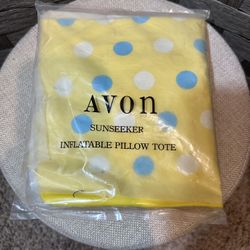 AVON
SUNSEEKER
INFLATABLE PILLOW TOTE